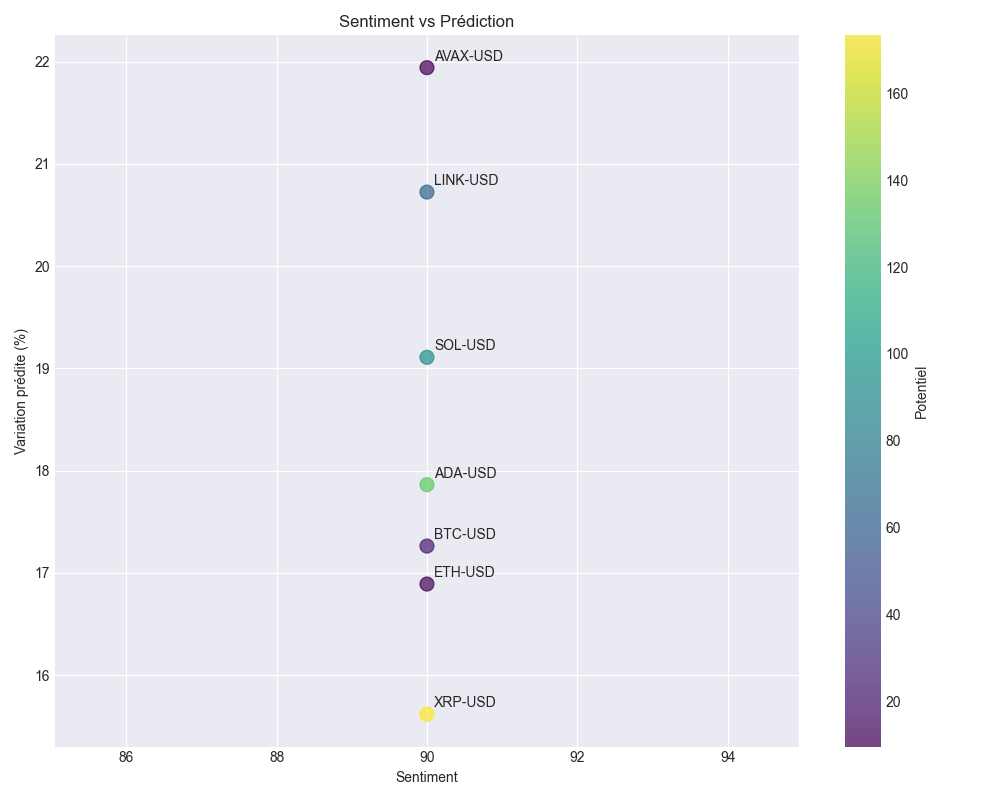 Sentiment vs Prédiction
Variation prédite (%)
22
21
20
19
18
17
16
AVAX-USD
LINK-USD
SOL-USD
ADA-USD
BTC-USD
ETH-USD
XRP-USD
86
88
90
92
94
Sentiment
160
140
120
100
80
60
40
20
Potentiel